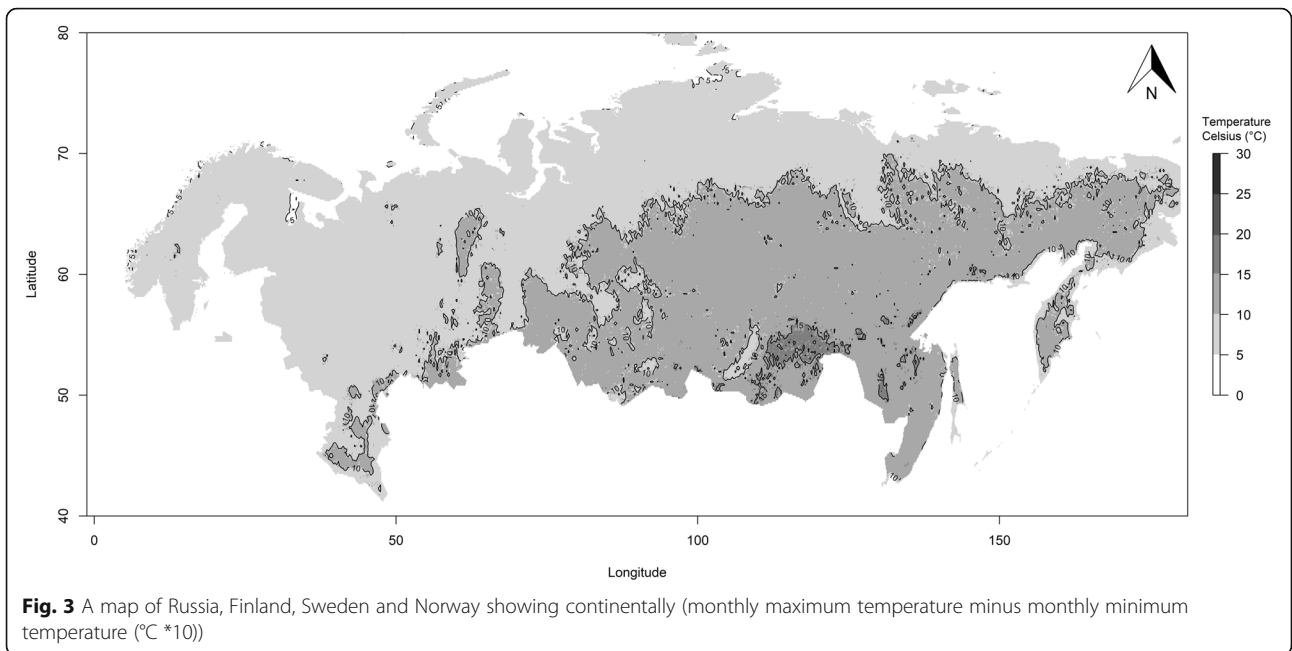 80
70
60
50
40
Latitude
0
50
100
150
Longitude
N
Temperature
Celsius (°C)
30
25
20
15
10
5
0
Fig. 3 A map of Russia, Finland, Sweden and Norway showing continentally (monthly maximum temperature minus monthly minimum
temperature (°C *10))